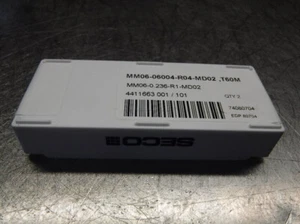 MM06-06004-R04-MD02 ,T60M
MM06-0.236-R1-MD02
4411663 001 / 101
QTY 2
SECO